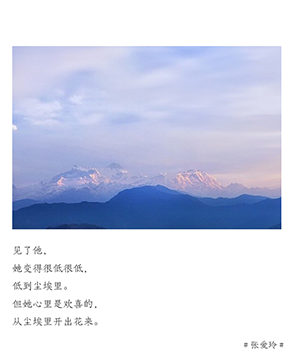 见了他，
她变得很低很低，
低到尘埃里。
但她心里是欢喜的，
从尘埃里开出花来。
# 张爱玲 #